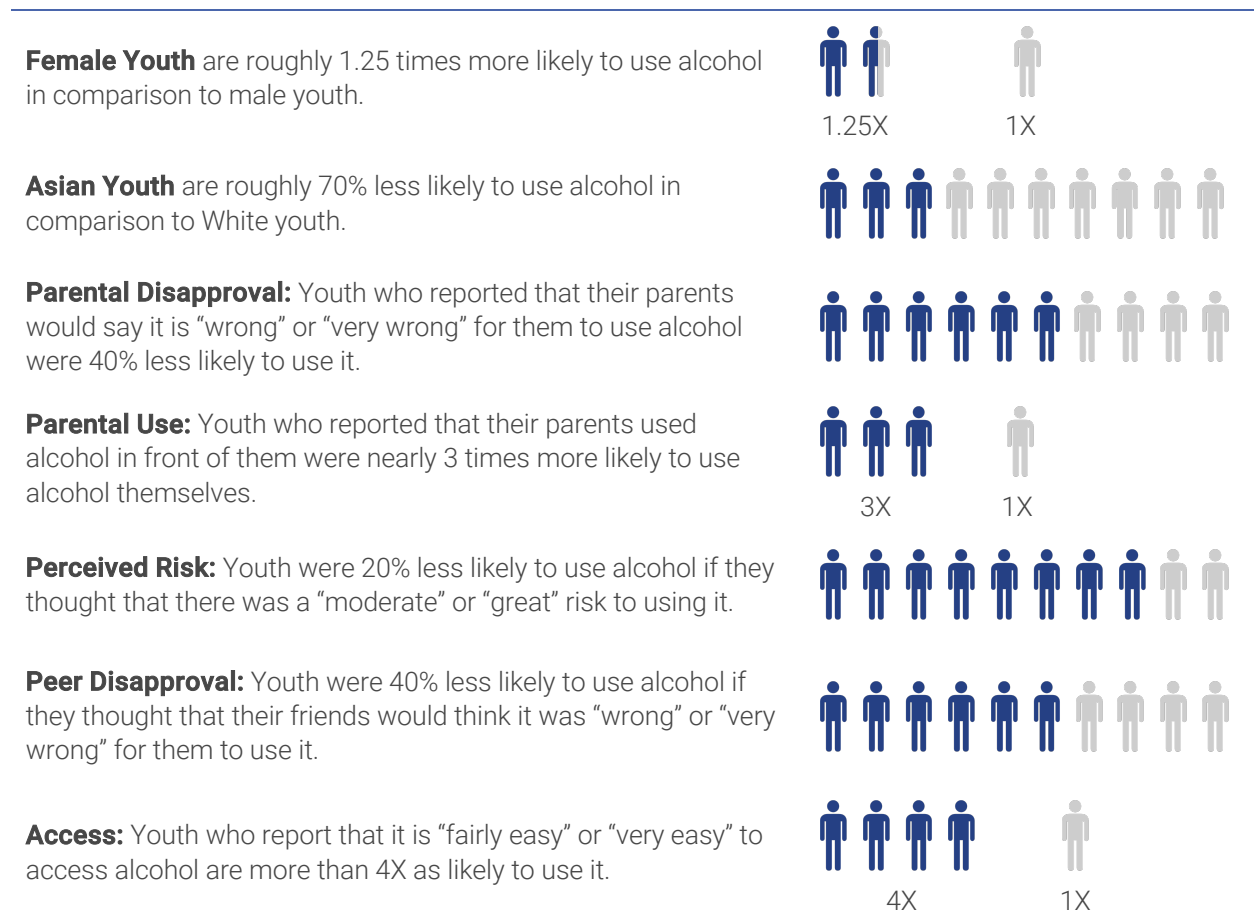 Female Youth are roughly 1.25 times more likely to use alcohol
in comparison to male youth.
1.25X
1X
Asian Youth are roughly 70% less likely to use alcohol in
comparison to White youth.
Parental Disapproval: Youth who reported that their parents
would say it is “wrong” or “very wrong” for them to use alcohol
were 40% less likely to use it.
Parental Use: Youth who reported that their parents used
alcohol in front of them were nearly 3 times more likely to use
alcohol themselves.
3X
1X
Perceived Risk: Youth were 20% less likely to use alcohol if they
thought that there was a “moderate” or “great” risk to using it.
Peer Disapproval: Youth were 40% less likely to use alcohol if
they thought that their friends would think it was “wrong” or “very
wrong” for them to use it.
Access: Youth who report that it is “fairly easy” or “very easy” to
access alcohol are more than 4X as likely to use it.
4X
1X